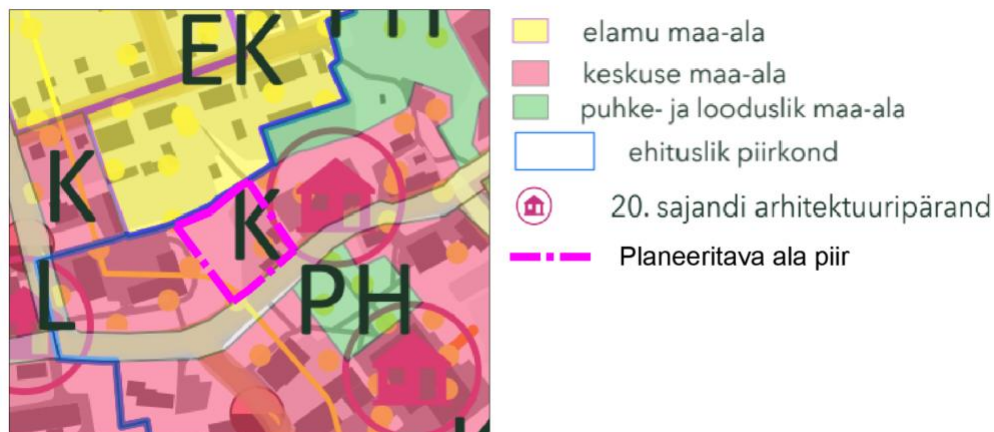 EK
K
K
L
PH
elamu maa-ala
keskuse maa-ala
puhke- ja looduslik maa-ala
ehituslik piirkond
20. sajandi arhitektuuripärand
Planeeritava ala piir